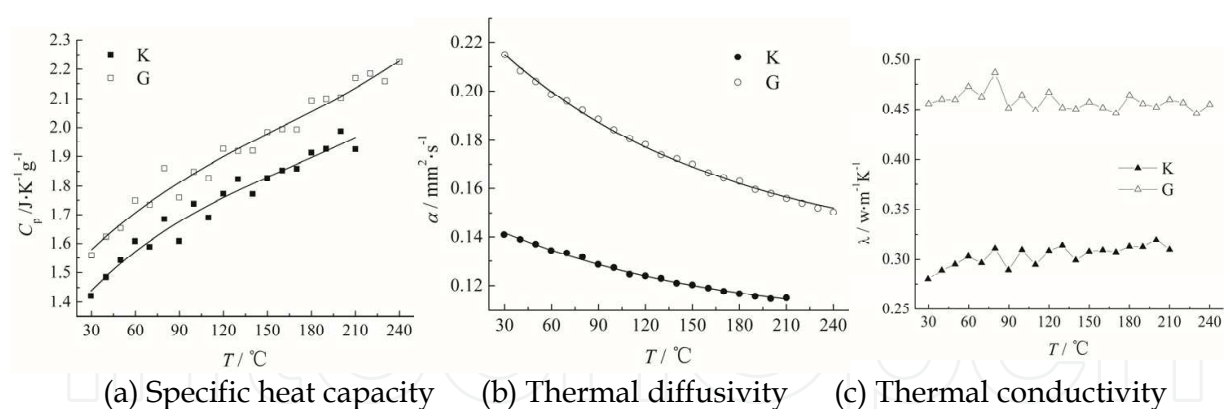 2.3
2.2
2.1
2.0
1.9
1.8
1.7
1.6
1.5
1.4
C_p /J·K⁻¹g⁻¹
K
G
30 60 90 120 150 180 210 240
T / °C
(a) Specific heat capacity
0.22
0.20
0.18
0.16
0.14
0.12
α / mm²·s⁻¹
K
G
30 60 90 120 150 180 210 240
T / °C
(b) Thermal diffusivity
0.50
0.45
0.40
0.35
0.30
0.25
λ / w·m⁻¹K⁻¹
K
G
30 60 90 120 150 180 210 240
T / °C
(c) Thermal conductivity